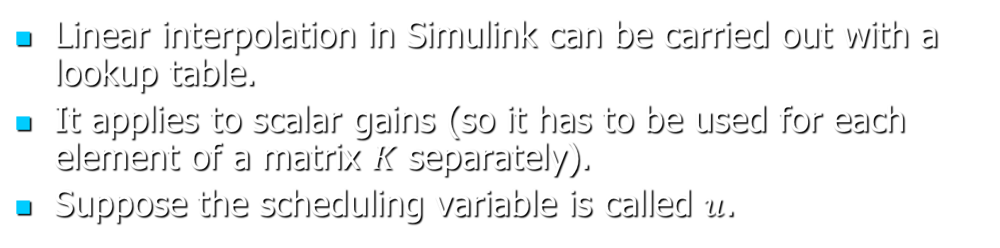 Linear interpolation in Simulink can be carried out with a
lookup table.
It applies to scalar gains (so it has to be used for each
element of a matrix K separately).
Suppose the scheduling variable is called u.